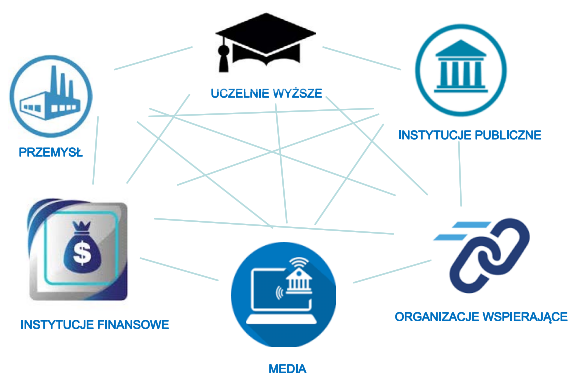 UCZELNIE WYŻSZE
INSTYTUCJE PUBLICZNE
PRZEMYSŁ
$
INSTYTUCJE FINANSOWE
ORGANIZACJE WSPIERAJĄCE
MEDIA